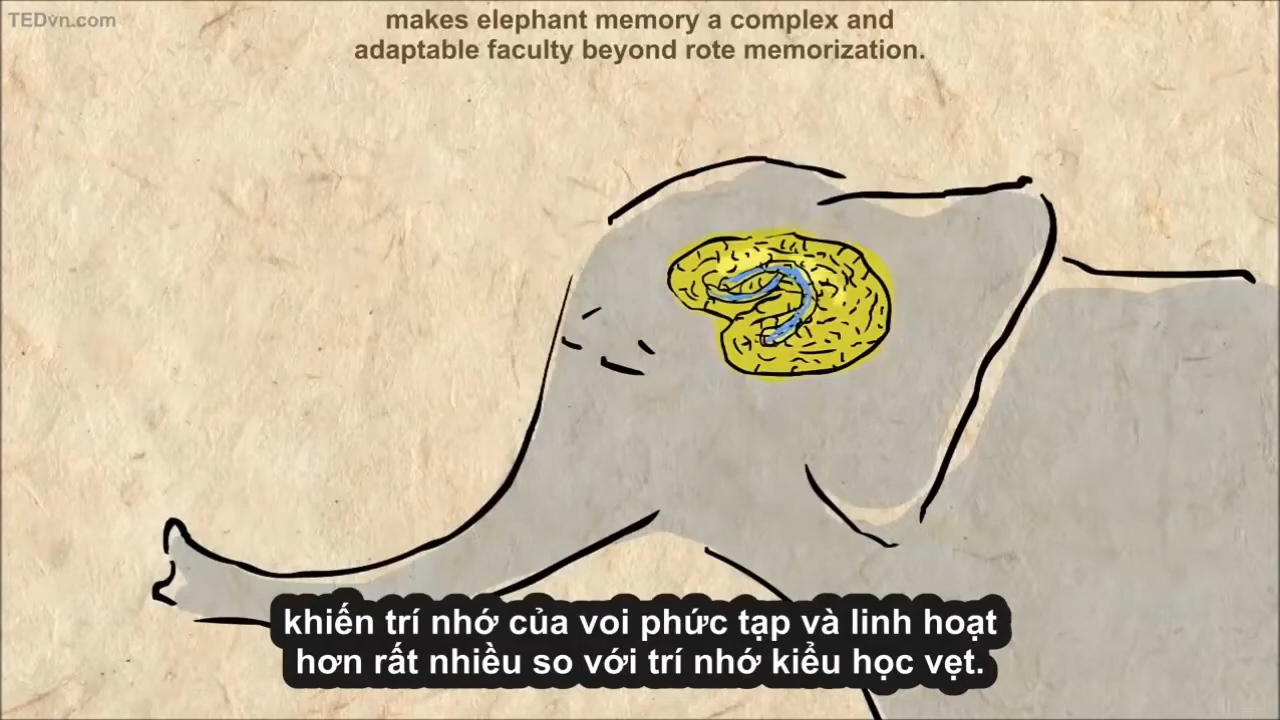 TEDvn.com
makes elephant memory a complex and
adaptable faculty beyond rote memorization.
khiến trí nhớ của voi phức tạp và linh hoạt
hơn rất nhiều so với trí nhớ kiểu học vẹt.